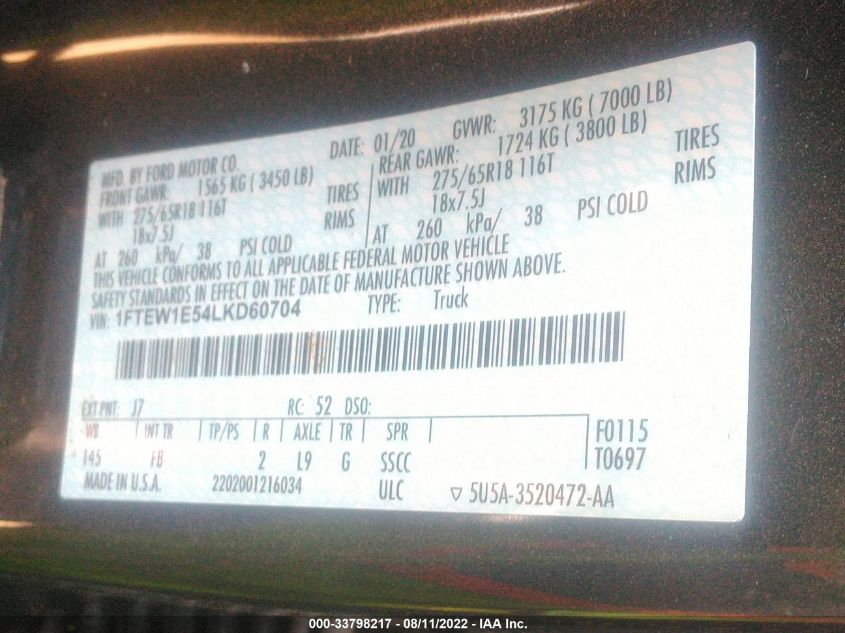 MFD. BY FORD MOTOR CO.
DATE: 01/20 GVWR: 3175 KG ( 7000 LB)
FRONT GAWR: 1565 KG ( 3450 LB)
WITH 275/65R18 116T TIRES
18x7.5J RIMS
AT 260 kPa/ 38 PSI COLD
REAR GAWR: 1724 KG ( 3800 LB)
WITH 275/65R18 116T TIRES
18x7.5J RIMS
AT 260 kPa/ 38 PSI COLD
THIS VEHICLE CONFORMS TO ALL APPLICABLE FEDERAL MOTOR VEHICLE
SAFETY STANDARDS IN EFFECT ON THE DATE OF MANUFACTURE SHOWN ABOVE.
VIN: 1FTEW1E54LKD60704 TYPE: Truck
EXT PNT: J7 RC: 52 DSO:
WB INT TR TP/PS R AXLE TR SPR F0115
145 FB 2 L9 G SSCC T0697
MADE IN U.S.A. 2202001216034 ULC ▽ 5U5A-3520472-AA
000-33798217 - 08/11/2022 - IAA Inc.